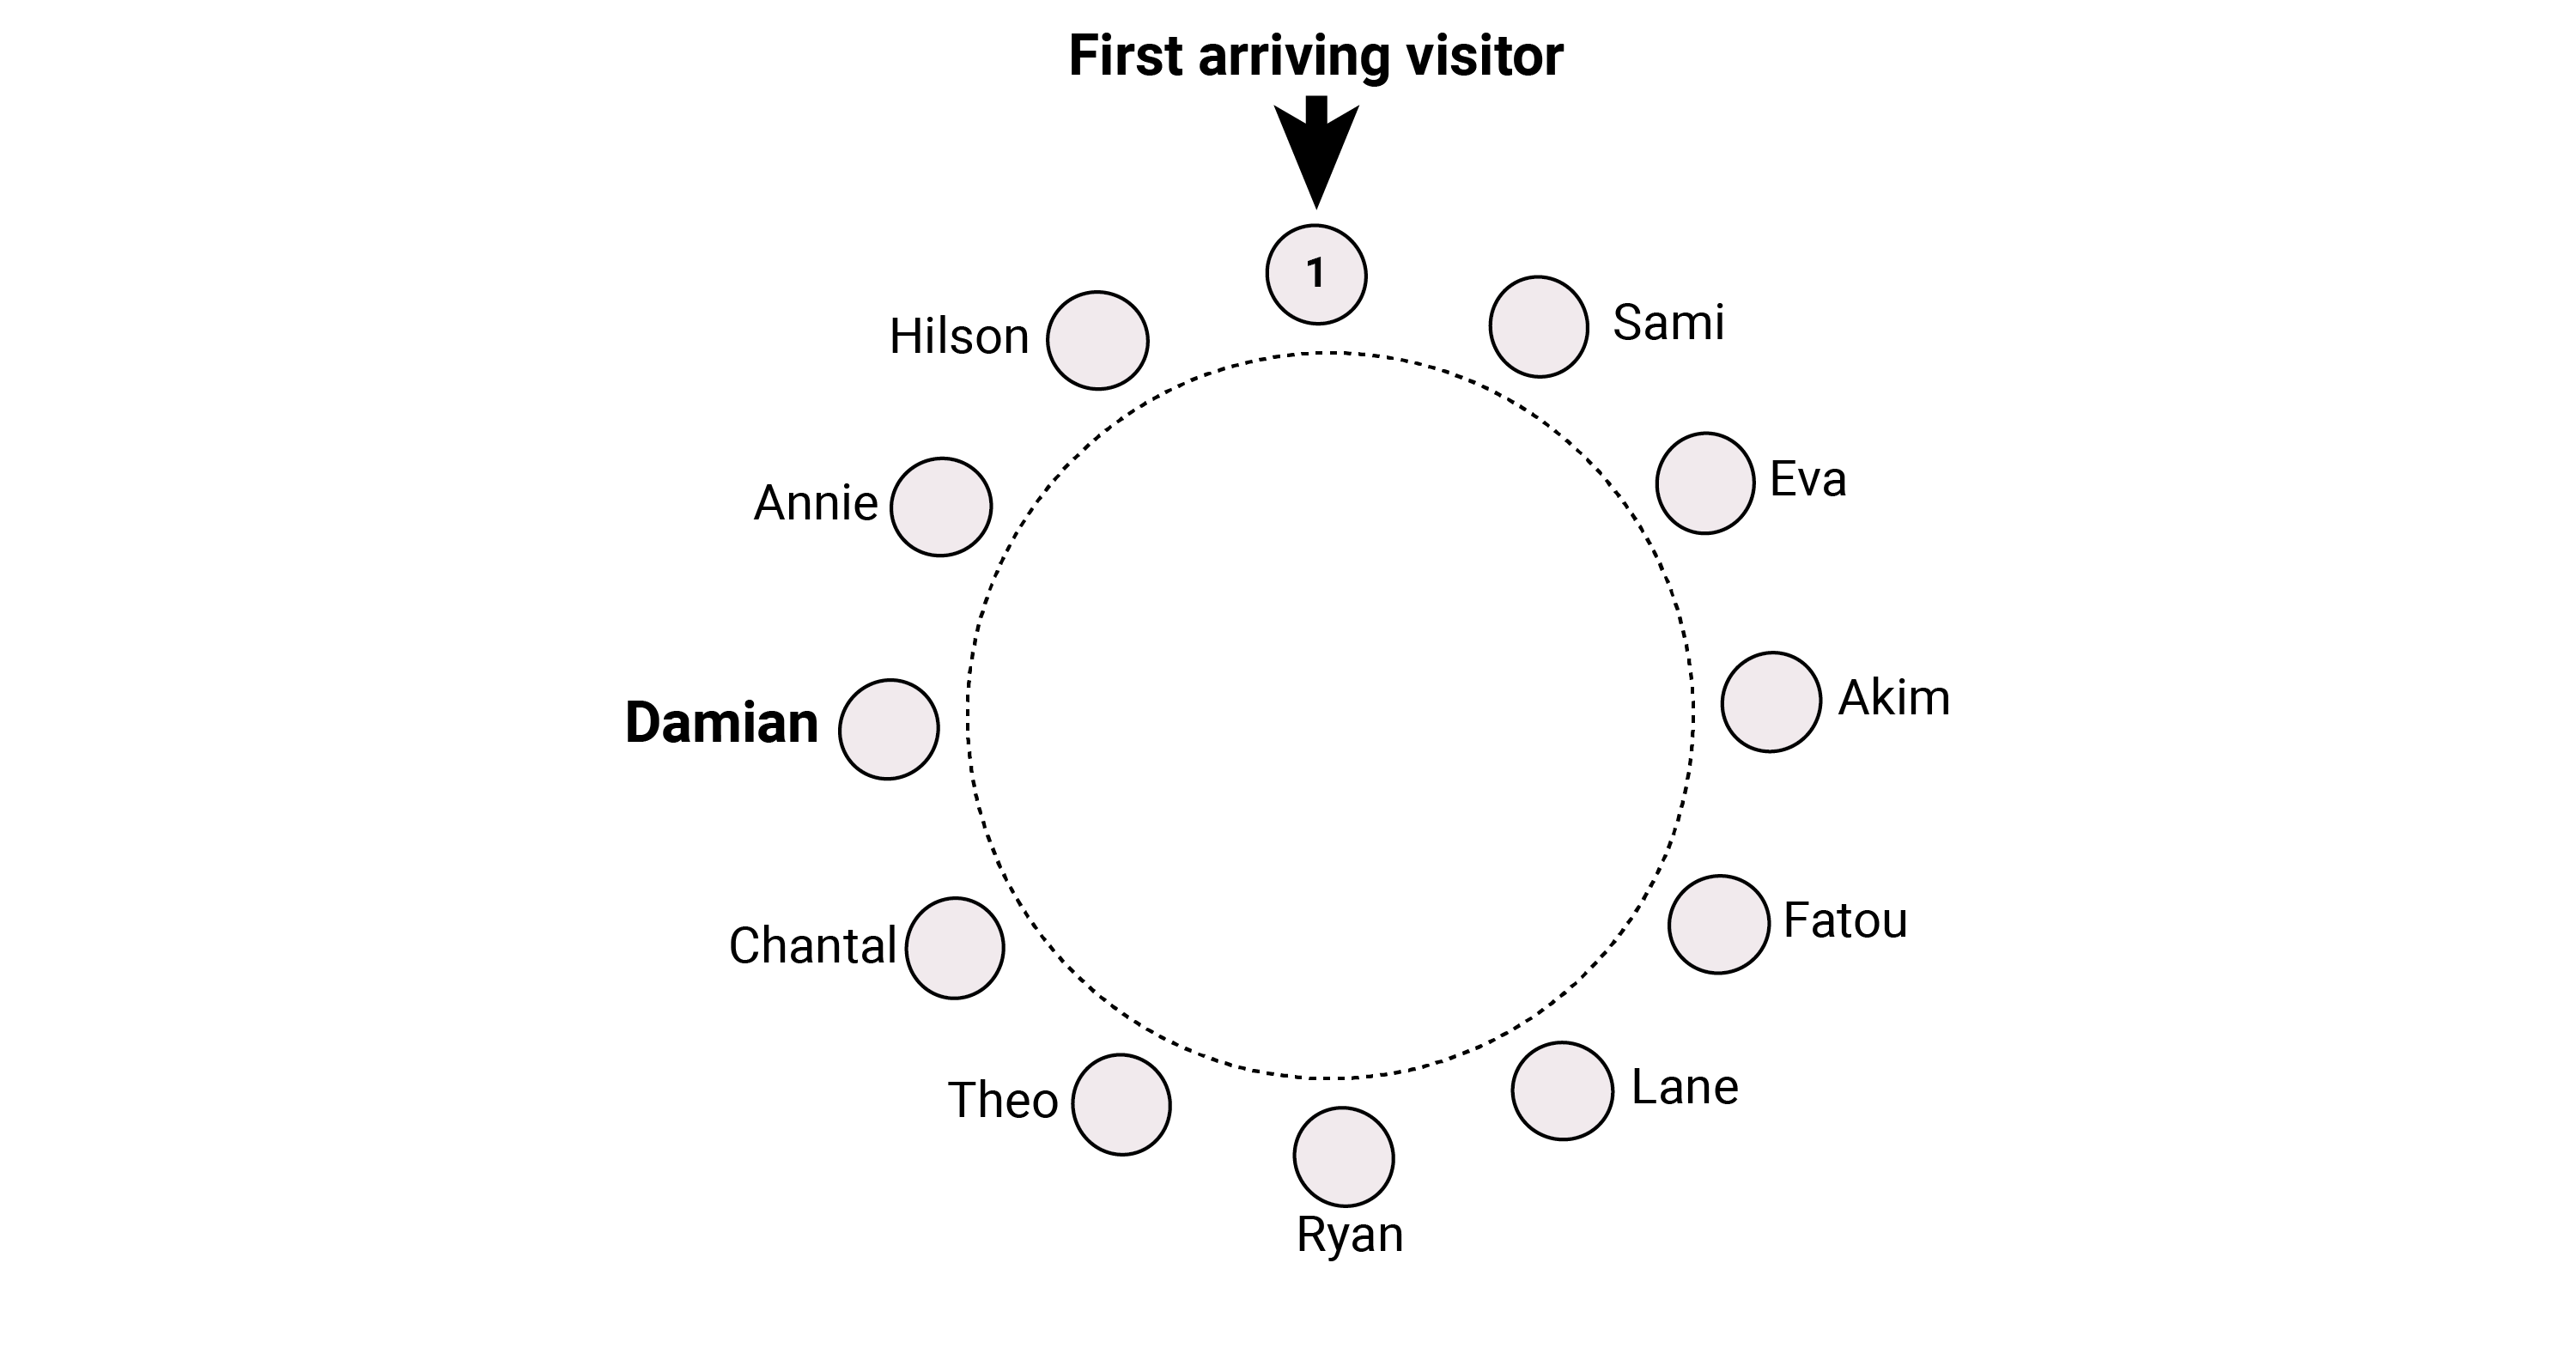 First arriving visitor
1
Hilson
Sami
Annie
Eva
Damian
Akim
Chantal
Fatou
Theo
Lane
Ryan